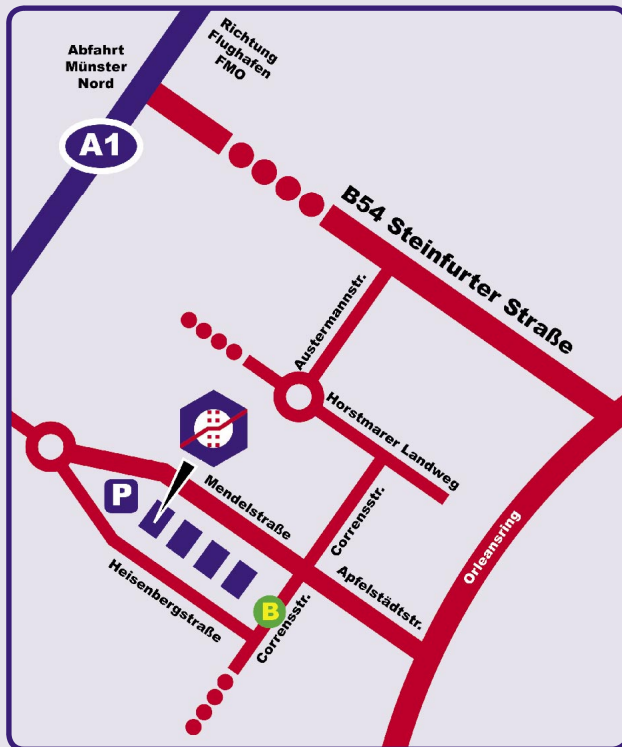 Abfahrt
Münster
Nord
Richtung
Flughafen
FMO
A1
B54 Steinfurter Straße
Austermannstr.
Horstmarer Landweg
P
Mendelstraße
Corrensstr.
Orleansring
Heisenbergstraße
Apfelstädtstr.
B
Corrensstr.